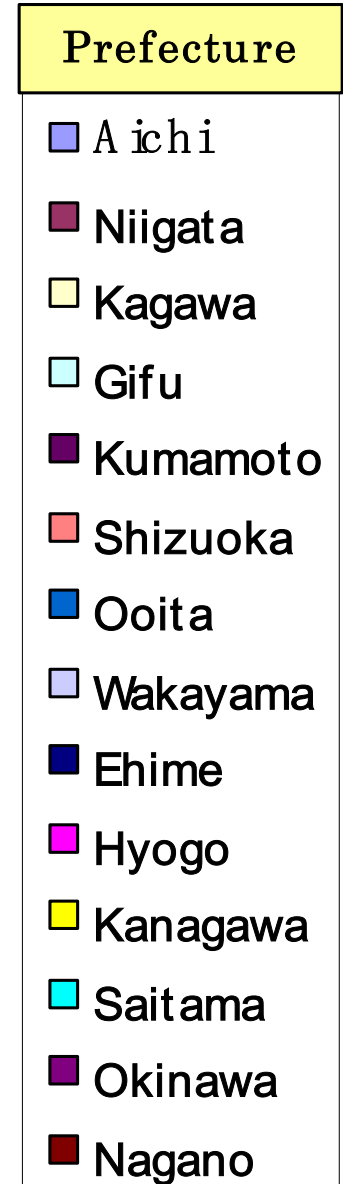 Prefecture
Aichi
Niigata
Kagawa
Gifu
Kumamoto
Shizuoka
Ooita
Wakayama
Ehime
Hyogo
Kanagawa
Saitama
Okinawa
Nagano